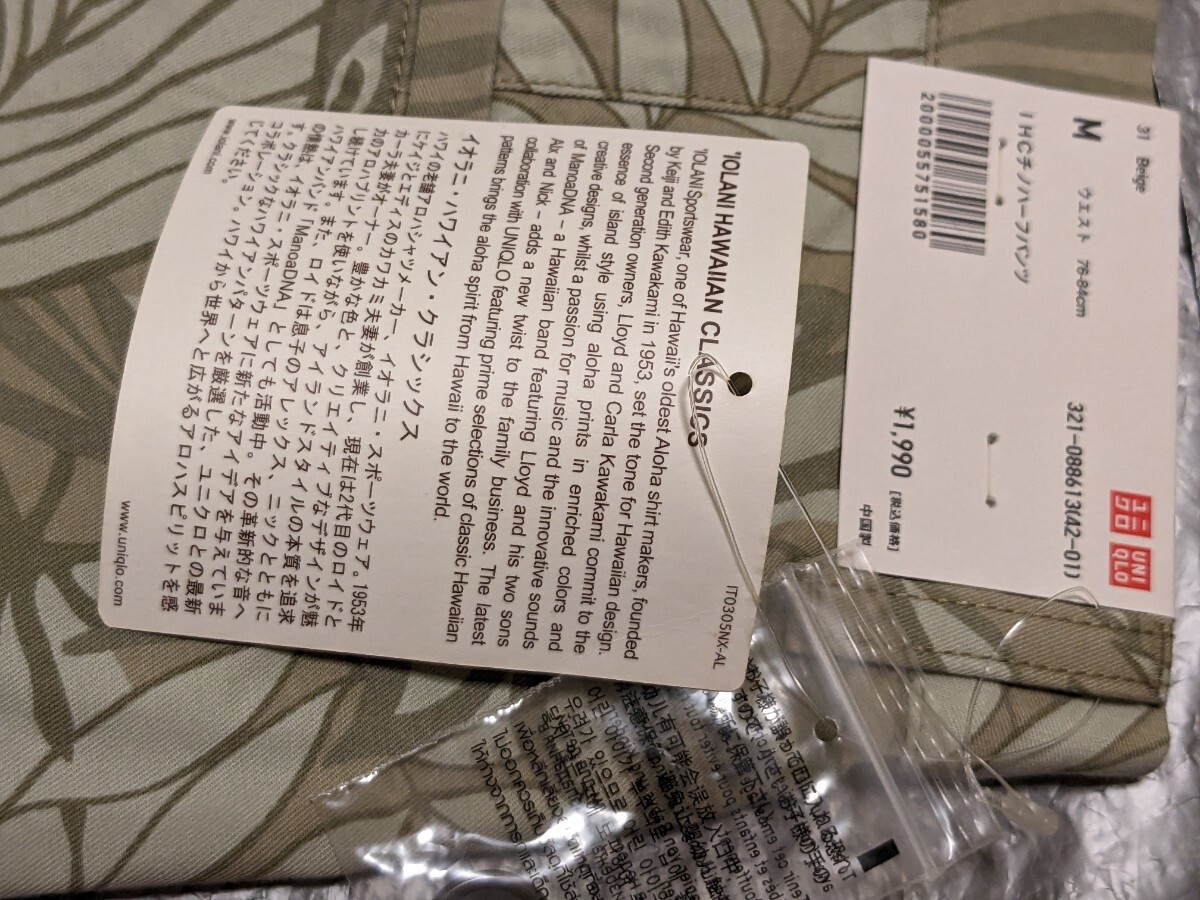 'IOLANI HAWAIIAN CLASSICS
'IOLANI Sportswear, one of Hawaii's oldest Aloha shirt makers, founded
by Keiji and Edith Kawakami in 1953, set the tone for Hawaiian design.
Second generation owners, Lloyd and Carla Kawakami commit to the
essence of island style using aloha prints in enriched colors and
creative designs, whilst a passion for music and the innovative sounds
of ManoaDNA – a Hawaiian band featuring Lloyd and his two sons
Alx and Nick – adds a new twist to the family business. The latest
collaboration with UNIQLO featuring prime selections of classic Hawaiian
patterns brings the aloha spirit from Hawaii to the world.
イオラニ・ハワイアン・クラシックス
ハワイの老舗アロハシャツメーカー、イオラニ・スポーツウェア。1953年
にケイジとエディスのカワカミ夫妻が創業し、現在は2代目のロイドと
カーラ夫妻がオーナー。豊かな色と、クリエイティブなデザインが魅
力のアロハプリントを使いながら、アイランドスタイルの本質を追求
し続けています。また、ロイドは息子のアレックス、ニックとともに
ハワイアンバンド「ManoaDNA」としても活動中。その革新的な音へ
の情熱は、イオラニ・スポーツウェアに新たなアイデアを与えていま
す。クラシックなハワイアンパターンを厳選した、ユニクロとの最新
コラボレーション。ハワイから世界へと広がるアロハスピリットを感
じてください。
www.iolani.com
www.uniqlo.com
IT0305NX-AL
31 Beige
M ウェスト 76-84cm
IHCチノハーフパンツ
2000055751580
321-088613(42-01)
¥1,990 [税込価格]
中国製
ユニクロ
UNIQLO